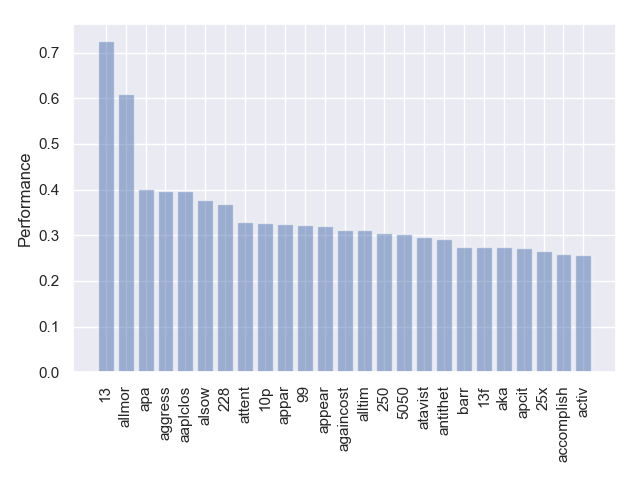 Performance
0.7
0.6
0.5
0.4
0.3
0.2
0.1
0.0
13
allmor
apa
aggress
aaplclos
alsow
228
attent
10p
appar
99
appear
againcost
alltim
250
5050
atavist
antithet
barr
13f
aka
apcit
25x
accomplish
activ